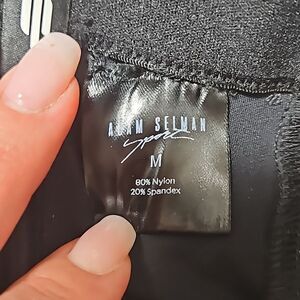 ADAM SELMAN
Sport
M
80% Nylon
20% Spandex